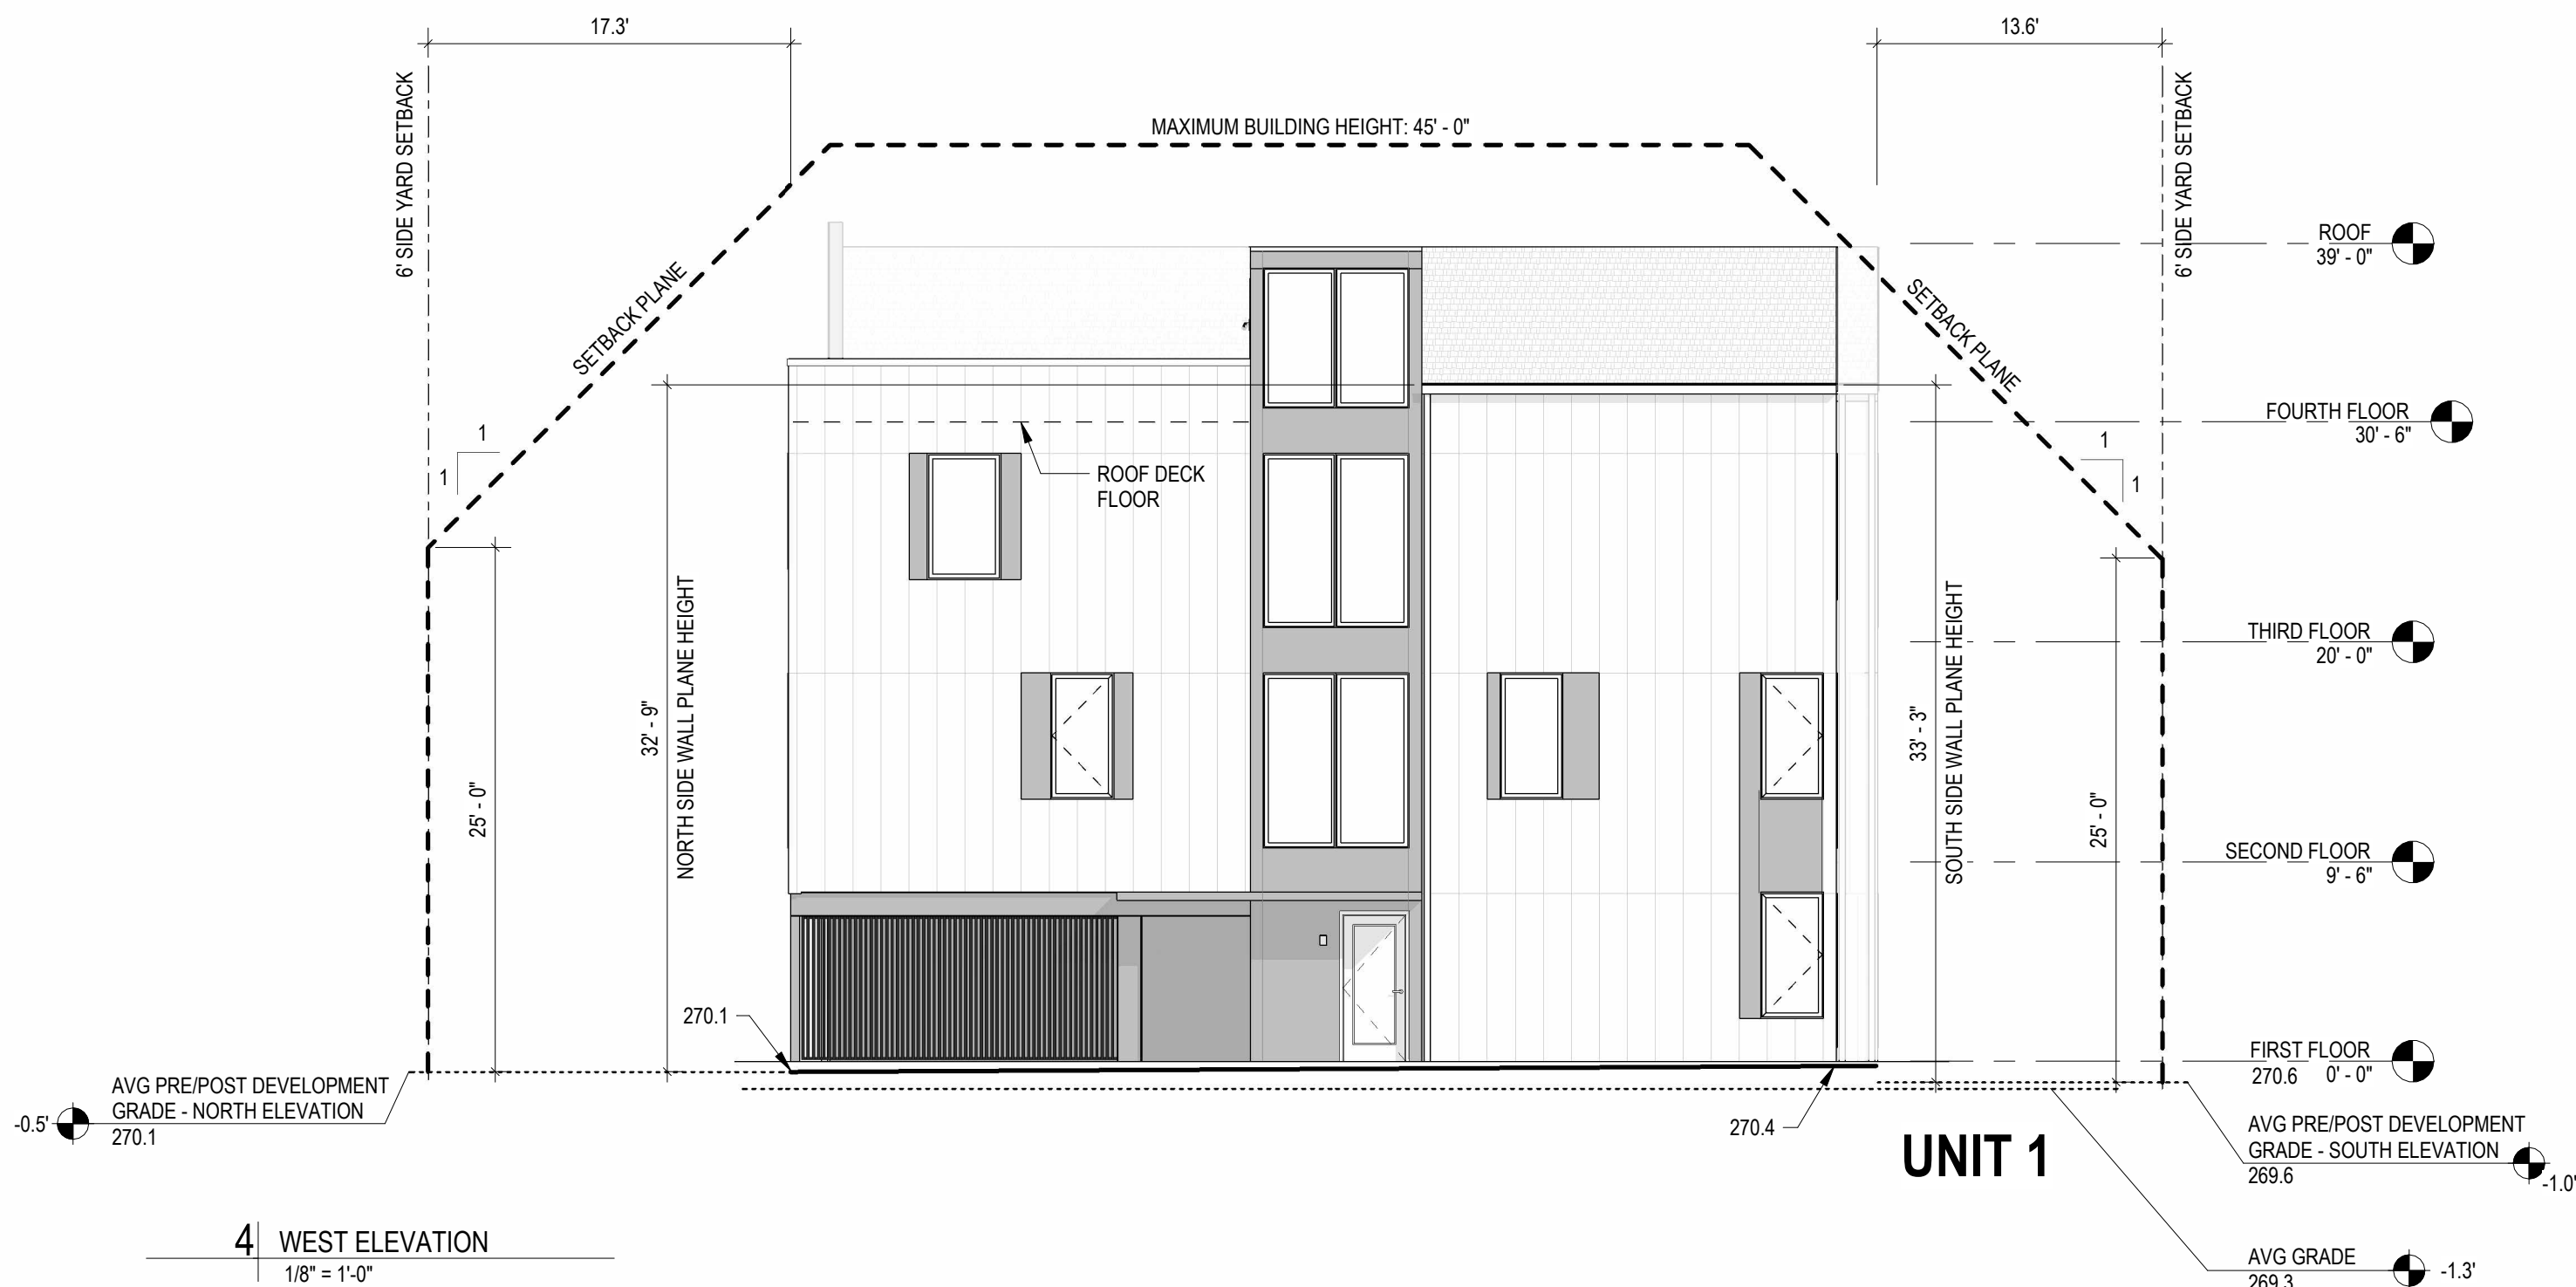 17.3'
13.6'
6' SIDE YARD SETBACK
6' SIDE YARD SETBACK
MAXIMUM BUILDING HEIGHT: 45' - 0"
ROOF
39' - 0"
SETBACK PLANE
SETBACK PLANE
FOURTH FLOOR
30' - 6"
1
1
1
1
ROOF DECK
FLOOR
THIRD FLOOR
20' - 0"
NORTH SIDE WALL PLANE HEIGHT
SOUTH SIDE WALL PLANE HEIGHT
32' - 9"
33' - 3"
25' - 0"
25' - 0"
SECOND FLOOR
9' - 6"
270.1
FIRST FLOOR
270.6 0' - 0"
AVG PRE/POST DEVELOPMENT
GRADE - NORTH ELEVATION
270.1
-0.5'
270.4
UNIT 1
AVG PRE/POST DEVELOPMENT
GRADE - SOUTH ELEVATION
269.6
-1.0'
4 WEST ELEVATION
1/8" = 1'-0"
AVG GRADE
269.3
-1.3'